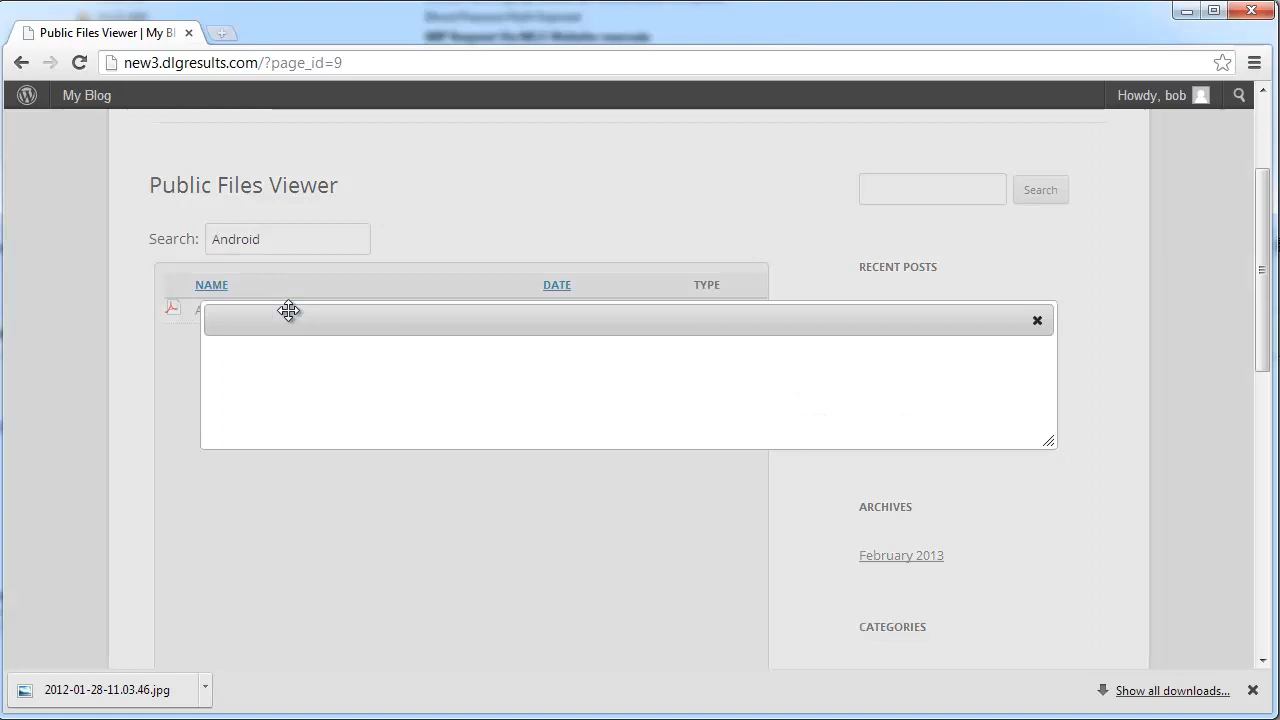 Public Files Viewer | My Bl
new3.dlgresults.com/?page_id=9
My Blog
Howdy, bob
Public Files Viewer
Search
Search: Android
RECENT POSTS
NAME DATE TYPE
ARCHIVES
February 2013
CATEGORIES
2012-01-28-11.03.46.jpg
Show all downloads...